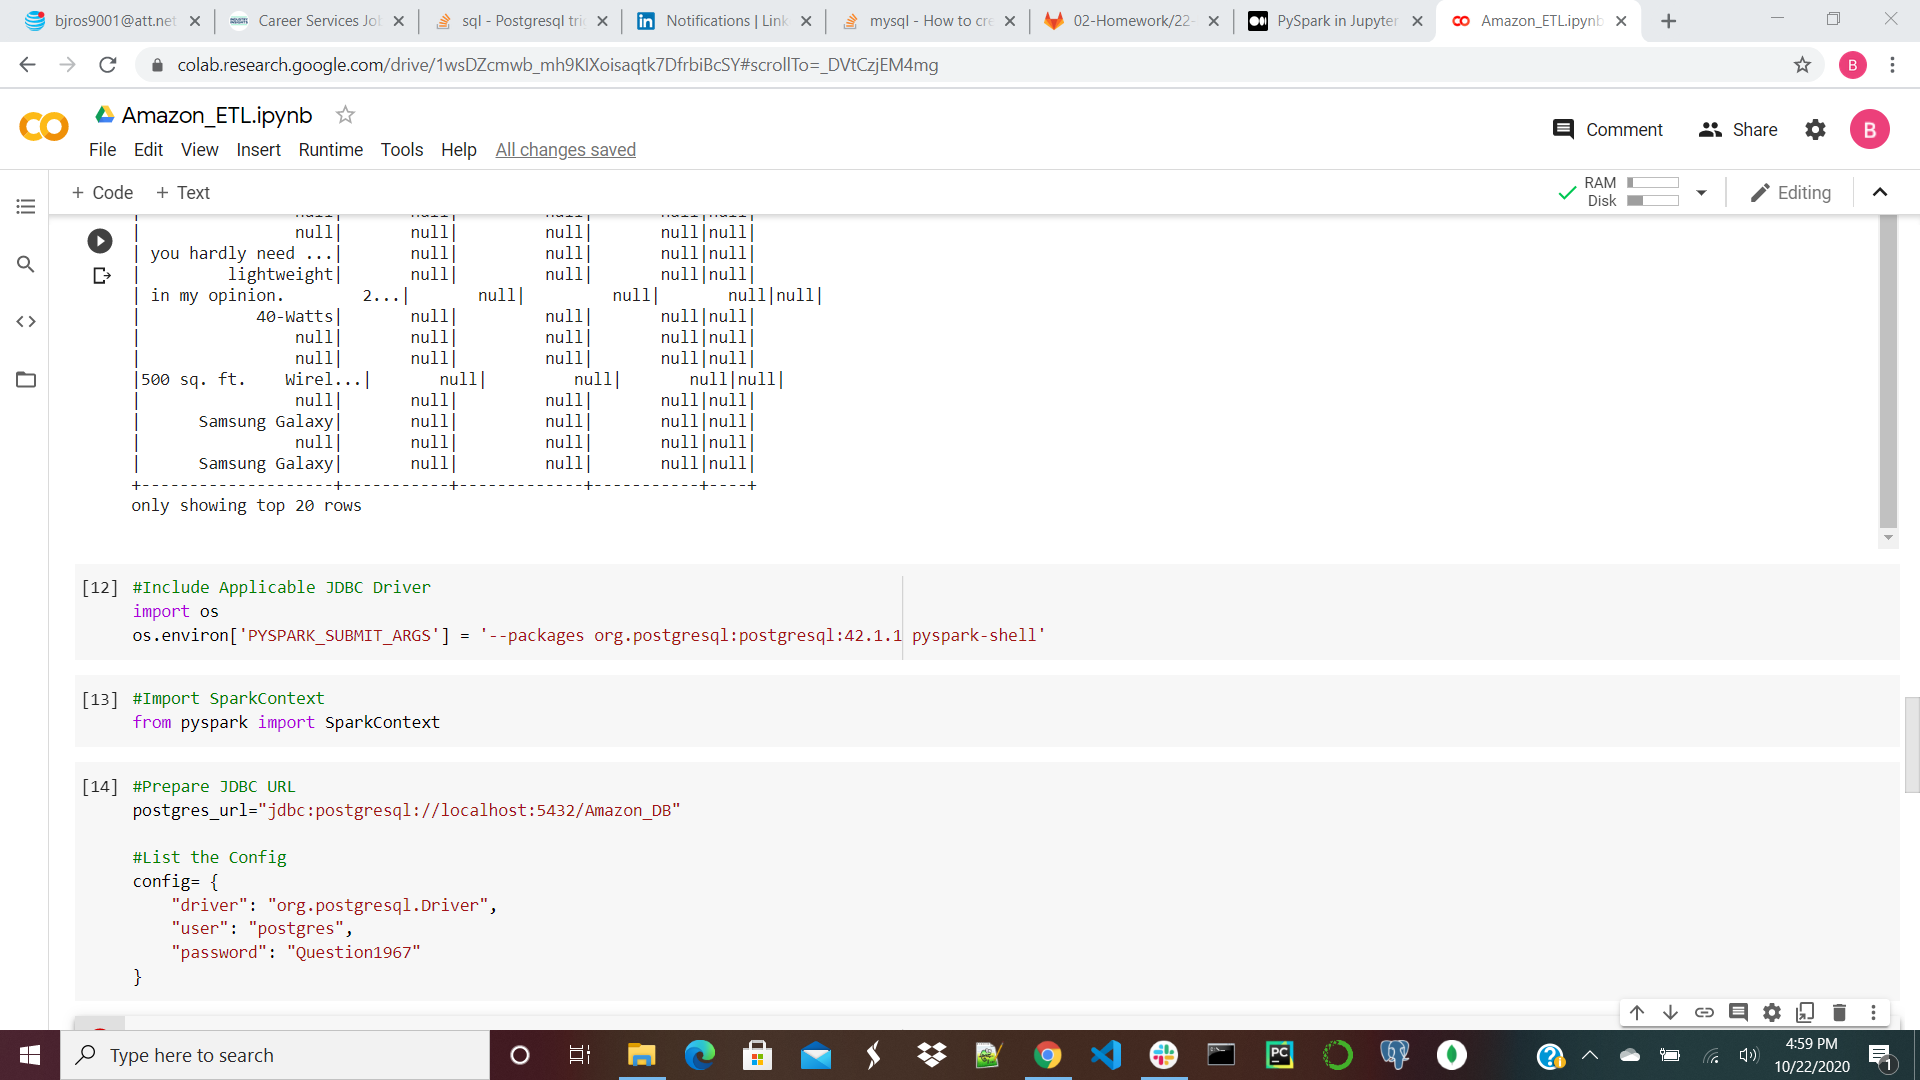 bjros9001@att.net
Career Services Jo
sql - Postgresql tri
Notifications | Link
mysql - How to cre
02-Homework/22-
PySpark in Jupyter
Amazon_ETL.ipynb
colab.research.google.com/drive/1wsDZcmwb_mh9KIXoisaqtk7DfrbiBcSY#scrollTo=_DVtCzjEM4mg
B
Amazon_ETL.ipynb
File Edit View Insert Runtime Tools Help All changes saved
Comment
Share
B
+ Code + Text
RAM
Disk
Editing
| null| null| null| null|null|
| null| null| null| null|null|
| you hardly need ...| null| null| null|null|
| lightweight| null| null| null|null|
| in my opinion. 2...| null| null| null|null|
| 40-Watts| null| null| null|null|
| null| null| null| null|null|
| null| null| null| null|null|
|500 sq. ft. Wirel...| null| null| null|null|
| null| null| null| null|null|
| Samsung Galaxy| null| null| null|null|
| null| null| null| null|null|
| Samsung Galaxy| null| null| null|null|
+--------------------+-----------+-------------+-----------+----+
only showing top 20 rows
[12] #Include Applicable JDBC Driver
import os
os.environ['PYSPARK_SUBMIT_ARGS'] = '--packages org.postgresql:postgresql:42.1.1 pyspark-shell'
[13] #Import SparkContext
from pyspark import SparkContext
[14] #Prepare JDBC URL
postgres_url="jdbc:postgresql://localhost:5432/Amazon_DB"
#List the Config
config= {
"driver": "org.postgresql.Driver",
"user": "postgres",
"password": "Question1967"
}
Type here to search
4:59 PM
10/22/2020
1